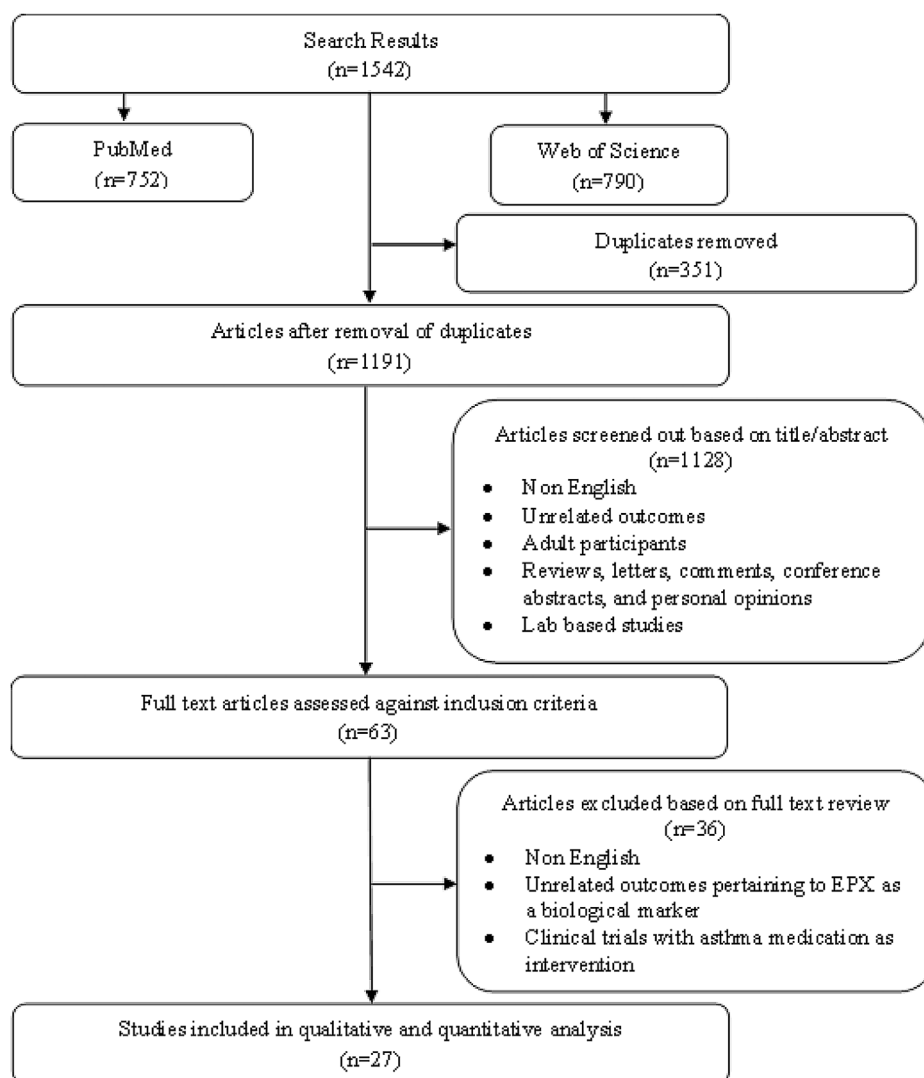 Search Results
(n=1542)
PubMed
(n=752)
Web of Science
(n=790)
Duplicates removed
(n=351)
Articles after removal of duplicates
(n=1191)
Articles screened out based on title/abstract
(n=1128)
• Non English
• Unrelated outcomes
• Adult participants
• Reviews, letters, comments, conference
abstracts, and personal opinions
• Lab based studies
Full text articles assessed against inclusion criteria
(n=63)
Articles excluded based on full text review
(n=36)
• Non English
• Unrelated outcomes pertaining to EPX as
a biological marker
• Clinical trials with asthma medication as
intervention
Studies included in qualitative and quantitative analysis
(n=27)